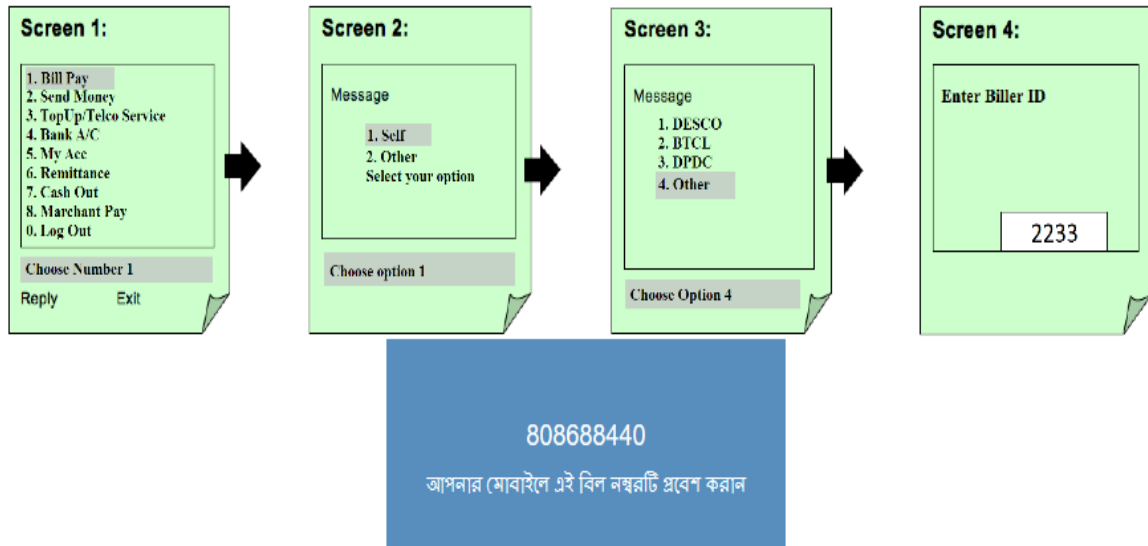 Screen 1:
1. Bill Pay
2. Send Money
3. TopUp/Telco Service
4. Bank A/C
5. My Acc
6. Remittance
7. Cash Out
8. Marchant Pay
0. Log Out
Choose Number 1
Reply Exit
Screen 2:
Message
1. Self
2. Other
Select your option
Choose option 1
Screen 3:
Message
1. DESCO
2. BTCL
3. DPDC
4. Other
Choose Option 4
Screen 4:
Enter Biller ID
2233
808688440
আপনার মোবাইলে এই বিল নম্বরটি প্রবেশ করান